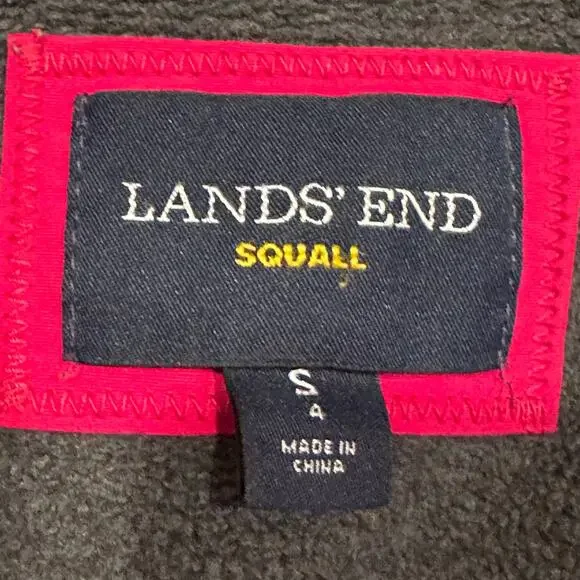 LANDS' END
SQUALL
S
4
MADE IN
CHINA